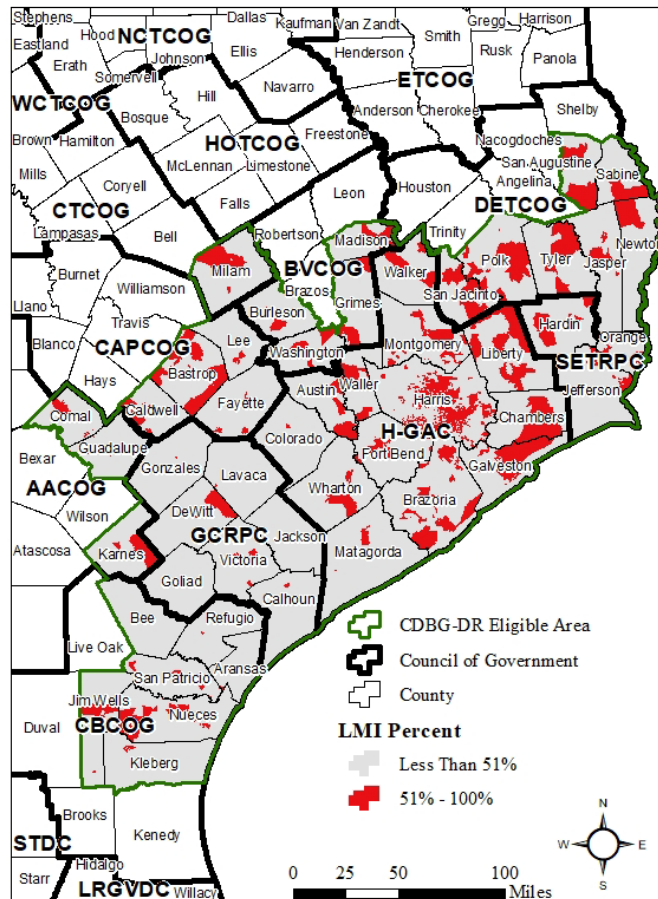 Stephens
Hood
NCTCOG
Dallas
Kaufman
Van Zandt
Smith
Gregg
Harrison
Eastland
Erath
Johnson
Ellis
Henderson
Rusk
Panola
Somervell
Navarro
ETCOG
WCTCOG
Bosque
Hill
Anderson
Cherokee
Shelby
Brown
Hamilton
HOTCOG
Freestone
Nacogdoches
McLennan
Limestone
San Augustine
Sabine
Mills
Coryell
Leon
Houston
Angelina
CTCOG
Falls
DETCOG
Lampasas
Bell
Robertson
Madison
Trinity
Newton
Burnet
Milam
BVCOG
Walker
Polk
Tyler
Jasper
Williamson
Brazos
Grimes
San Jacinto
Llano
Burleson
Hardin
Travis
Lee
Washington
Montgomery
Liberty
Orange
Blanco
CAPCOG
SETRPC
Hays
Bastrop
Austin
Waller
Harris
Jefferson
Comal
Caldwell
Fayette
Chambers
Guadalupe
Colorado
H-GAC
Bexar
Gonzales
Fort Bend
Galveston
AACOG
Lavaca
Wharton
Brazoria
Wilson
DeWitt
GCRPC
Jackson
Matagorda
Atascosa
Karnes
Victoria
Goliad
Calhoun
Bee
Refugio
Live Oak
Aransas
San Patricio
Jim Wells
Nueces
Duval
CBCOG
Kleberg
Brooks
STDC
Kenedy
Hidalgo
Starr
LRGVDC
Willacy
CDBG-DR Eligible Area
Council of Government
County
LMI Percent
Less Than 51%
51% - 100%
N
W
E
S
0 25 50 100
Miles